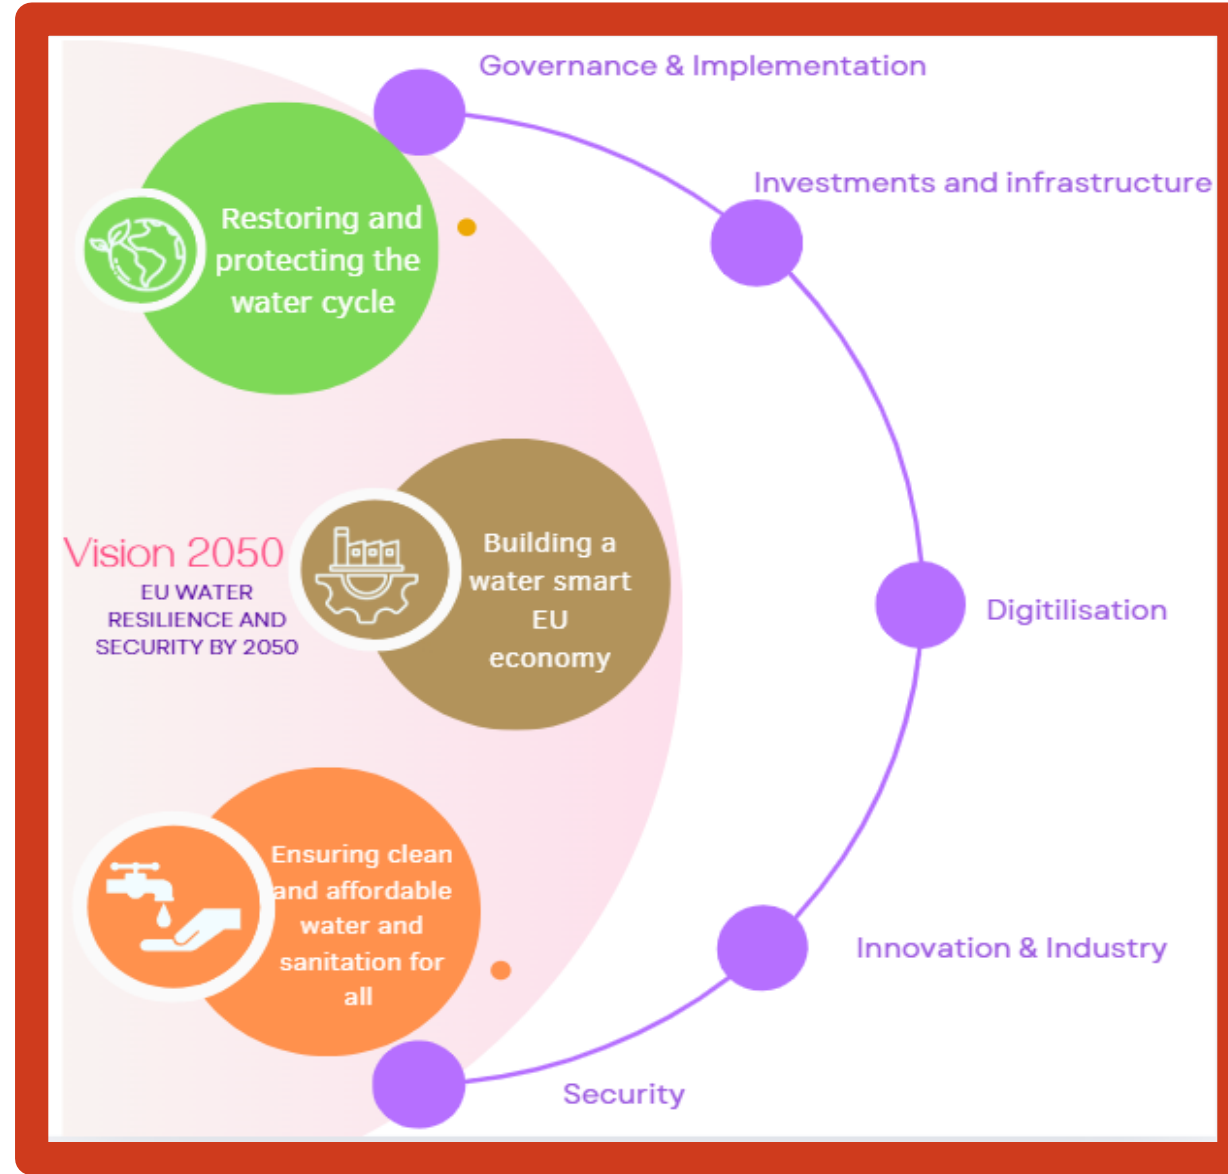 Governance & Implementation
Investments and infrastructure
Restoring and
protecting the
water cycle
Vision 2050
EU WATER
RESILIENCE AND
SECURITY BY 2050
Building a
water smart
EU
economy
Digitilisation
Ensuring clean
and affordable
water and
sanitation for
all
Innovation & Industry
Security